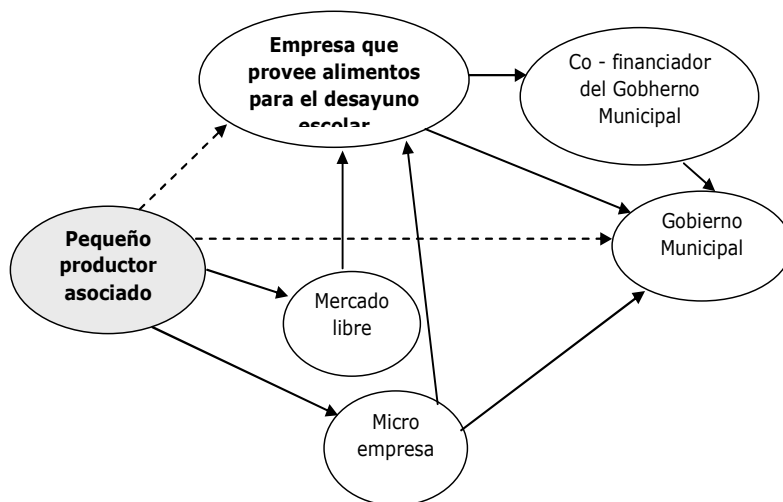 Empresa que
provee alimentos
para el desayuno
escolar
Co - financiador
del Gobherno
Municipal
Gobierno
Municipal
Pequeño
productor
asociado
Mercado
libre
Micro
empresa